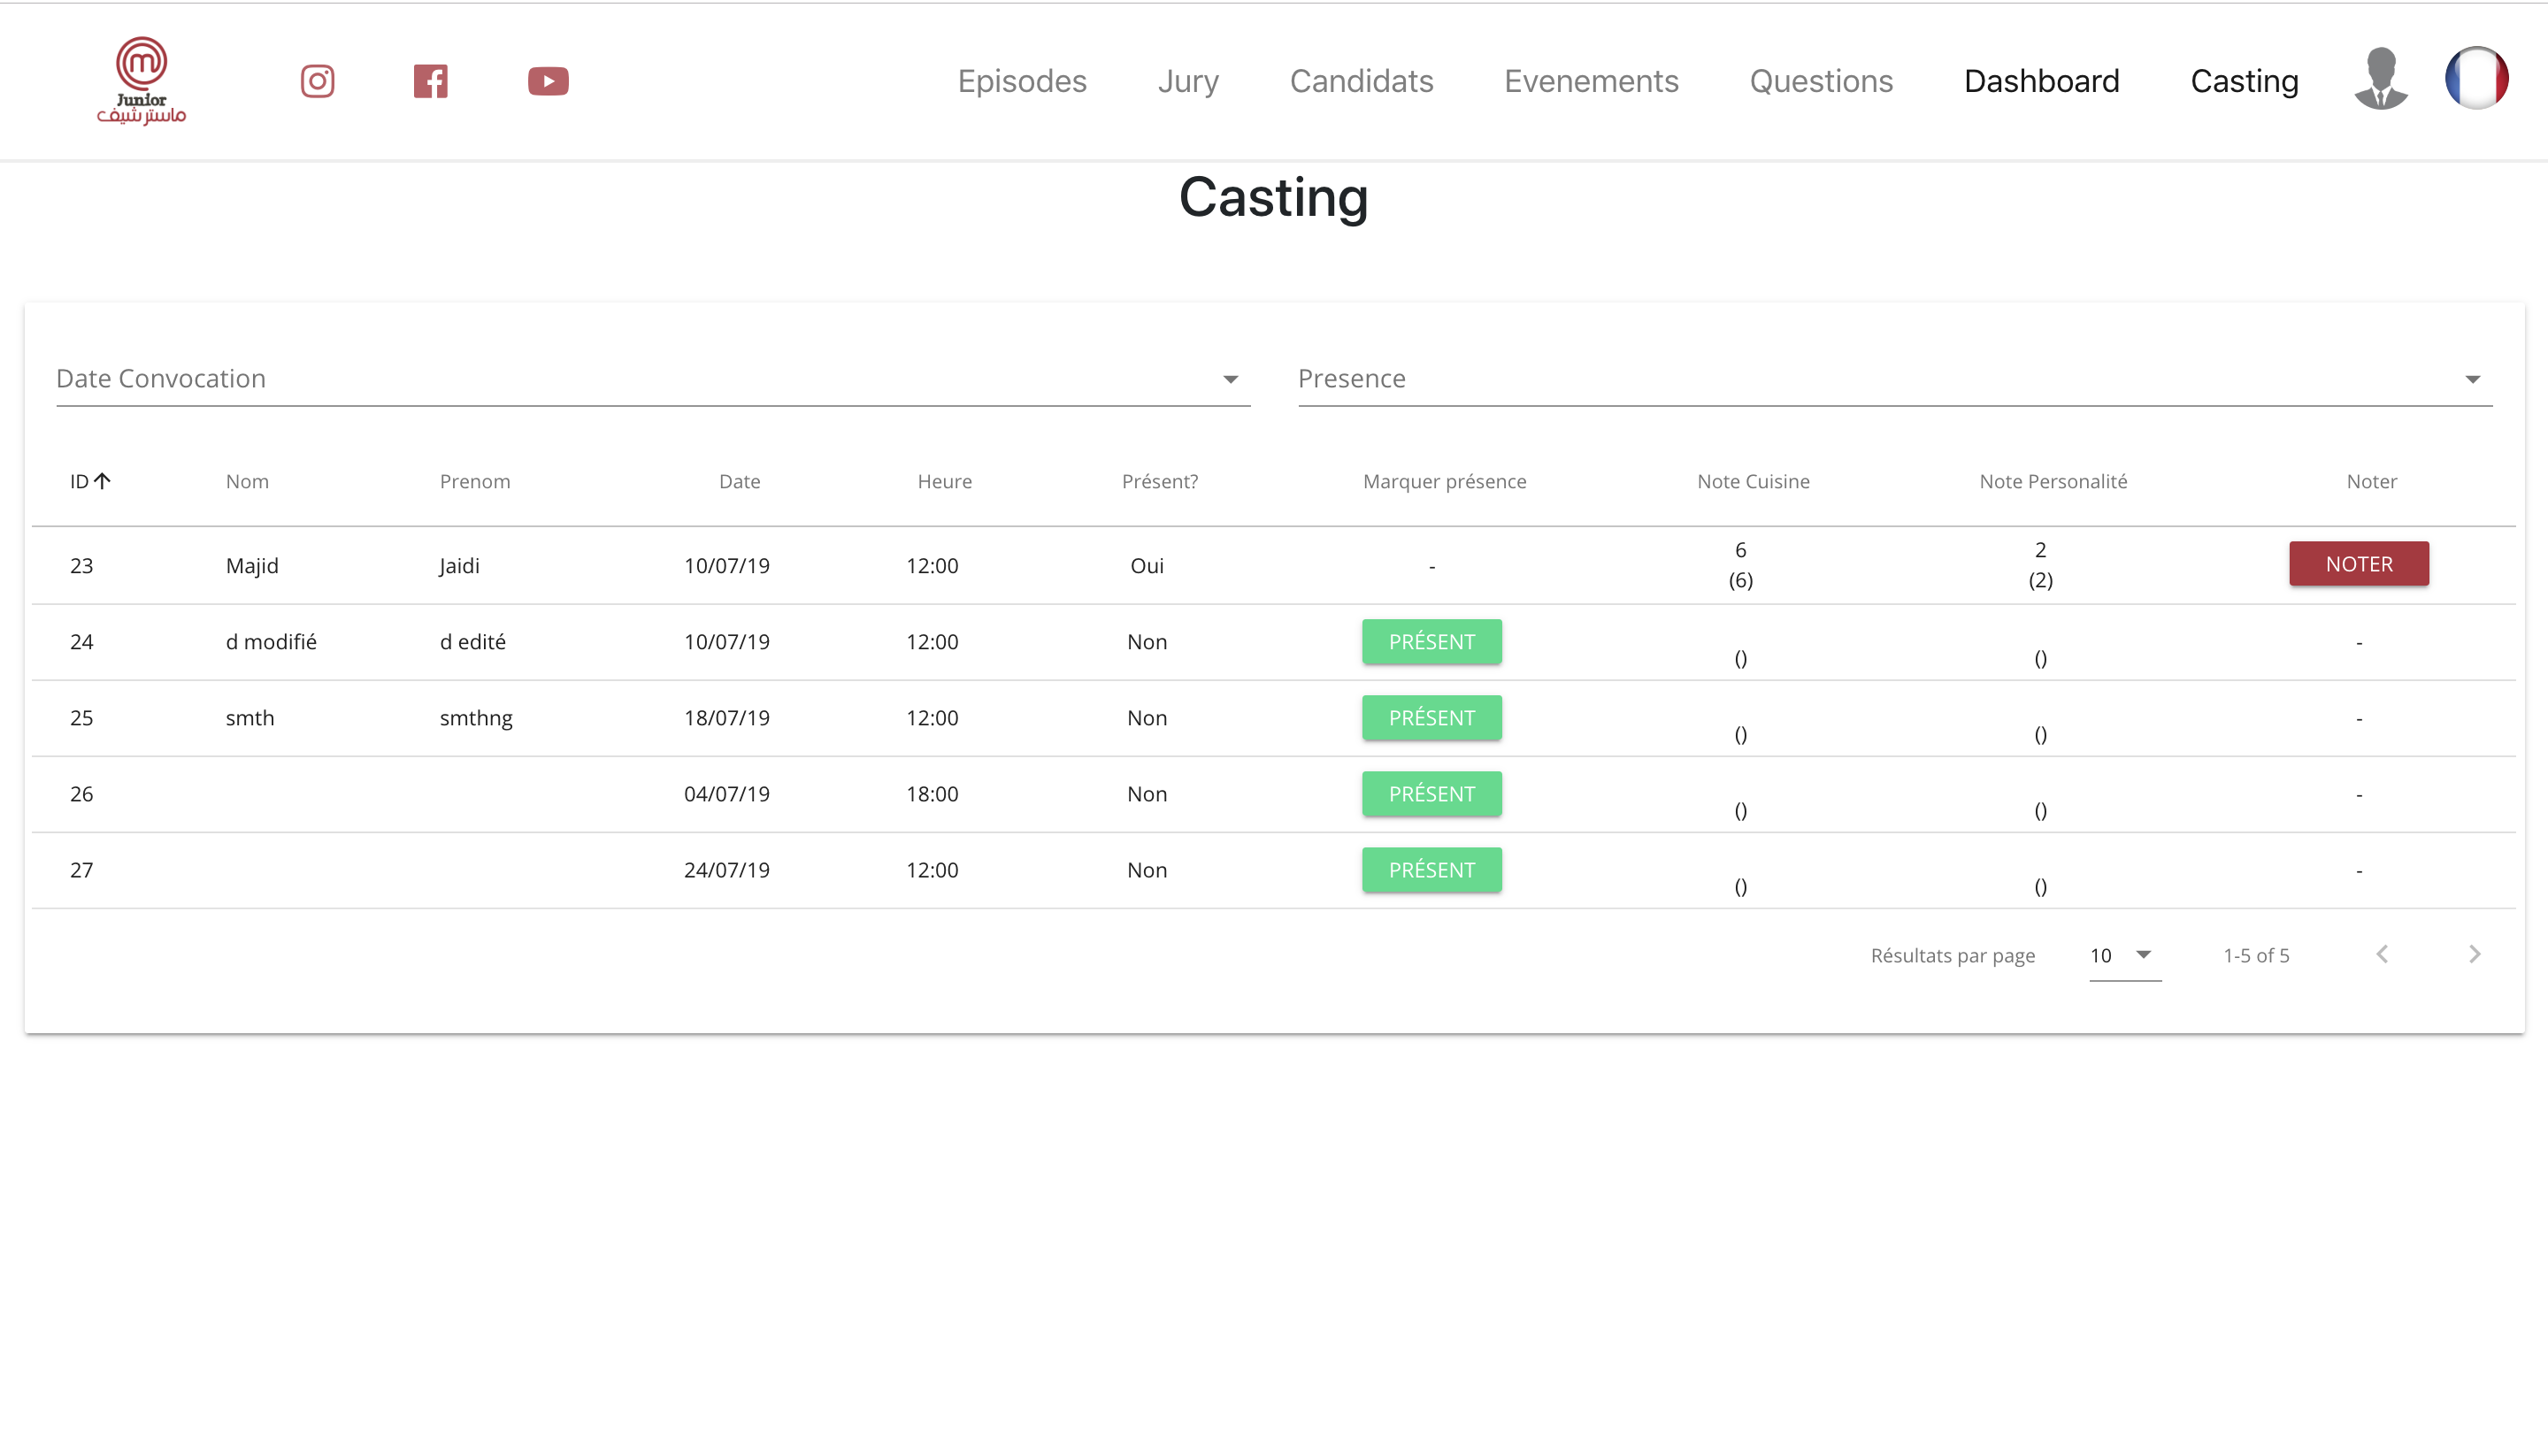 Junior
ماستر شيف
Episodes Jury Candidats Evenements Questions Dashboard Casting
Casting
Date Convocation Presence
ID Nom Prenom Date Heure Présent? Marquer présence Note Cuisine Note Personalité Noter
23 Majid Jaidi 10/07/19 12:00 Oui - 6 2 NOTER
(6) (2)
24 d modifié d edité 10/07/19 12:00 Non PRÉSENT -
() ()
25 smth smthng 18/07/19 12:00 Non PRÉSENT -
() ()
26 04/07/19 18:00 Non PRÉSENT -
() ()
27 24/07/19 12:00 Non PRÉSENT -
() ()
Résultats par page 10 1-5 of 5